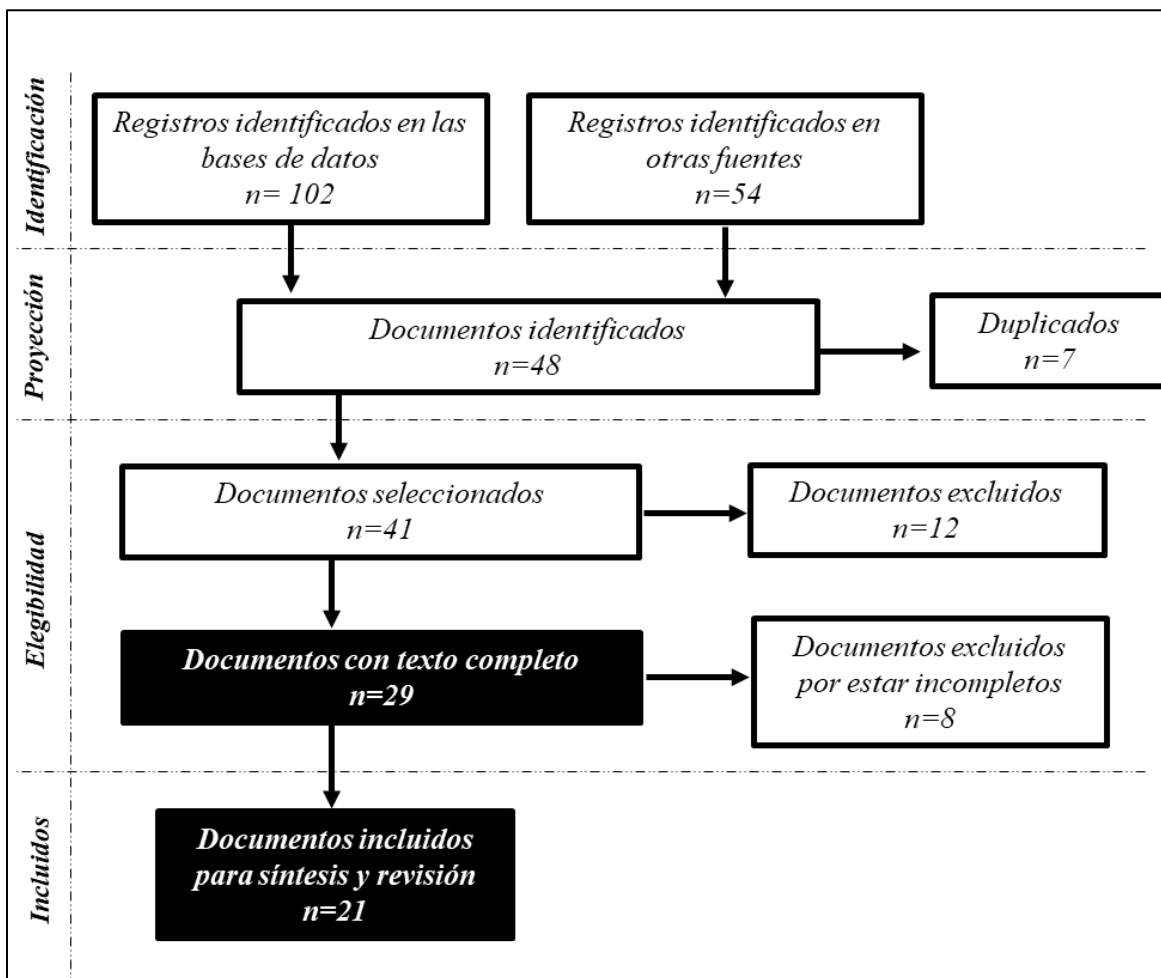 Identificación
Registros identificados en las
bases de datos
n= 102
Registros identificados en
otras fuentes
n=54
Proyección
Documentos identificados
n=48
Duplicados
n=7
Elegibilidad
Documentos seleccionados
n=41
Documentos excluidos
n=12
Documentos con texto completo
n=29
Documentos excluidos
por estar incompletos
n=8
Incluidos
Documentos incluidos
para síntesis y revisión
n=21